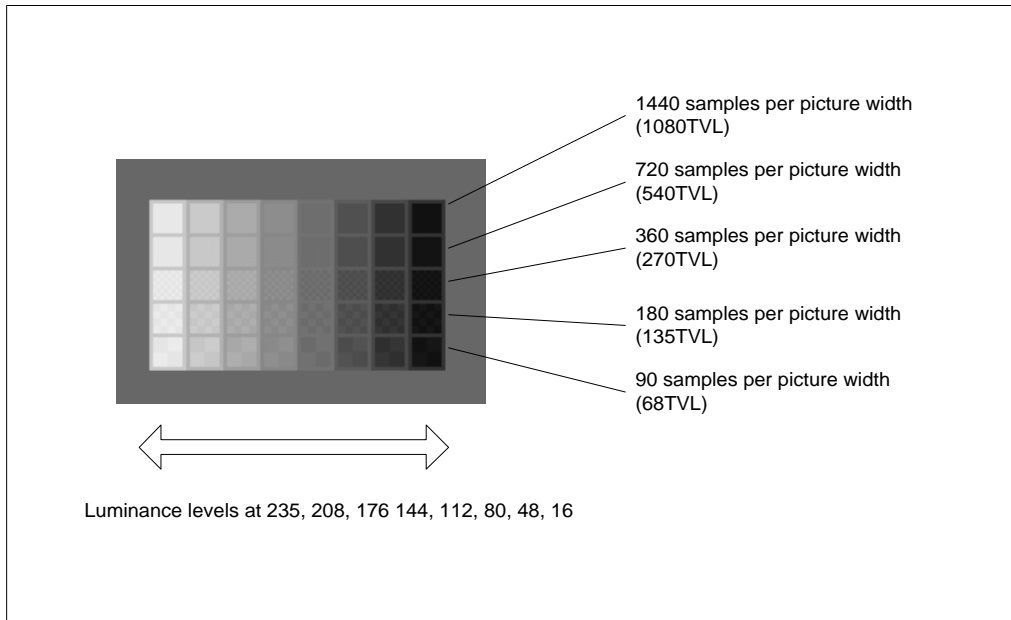 1440 samples per picture width
(1080TVL)
720 samples per picture width
(540TVL)
360 samples per picture width
(270TVL)
180 samples per picture width
(135TVL)
90 samples per picture width
(68TVL)
Luminance levels at 235, 208, 176 144, 112, 80, 48, 16